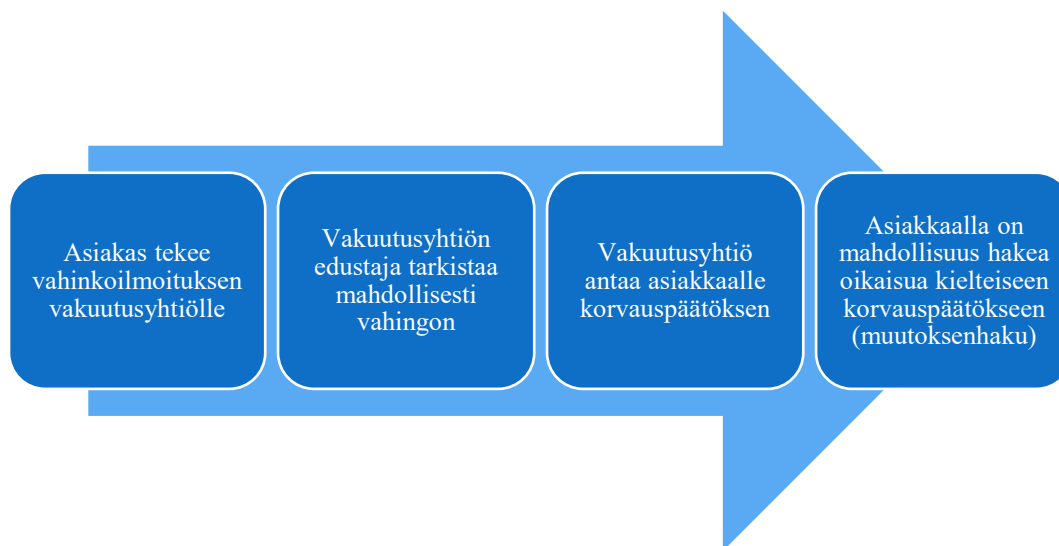 Asiakas tekee
vahinkoilmoituksen
vakuutusyhtiölle
Vakuutusyhtiön
edustaja tarkistaa
mahdollisesti
vahingon
Vakuutusyhtiö
antaa asiakkaalle
korvauspäätöksen
Asiakkaalla on
mahdollisuus hakea
oikaisua kielteiseen
korvauspäätökseen
(muutoksenhaku)